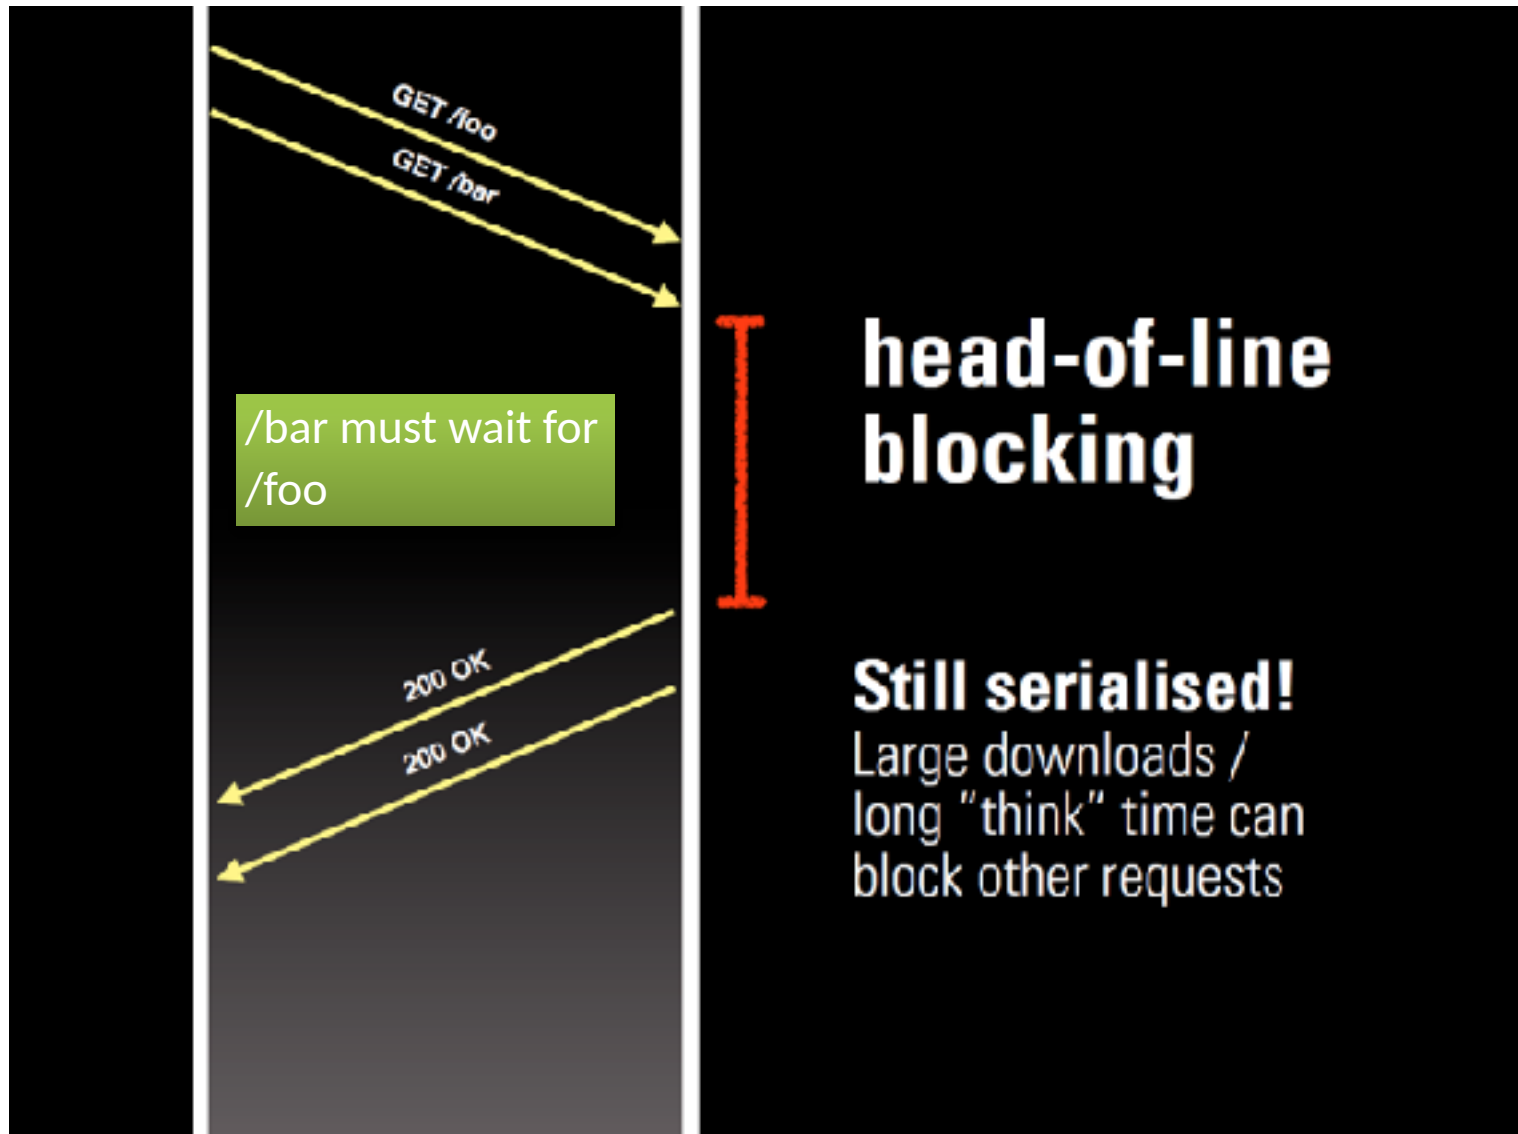 GET /foo
GET /bar
/bar must wait for
/foo
head-of-line
blocking
200 OK
200 OK
Still serialised!
Large downloads /
long "think" time can
block other requests